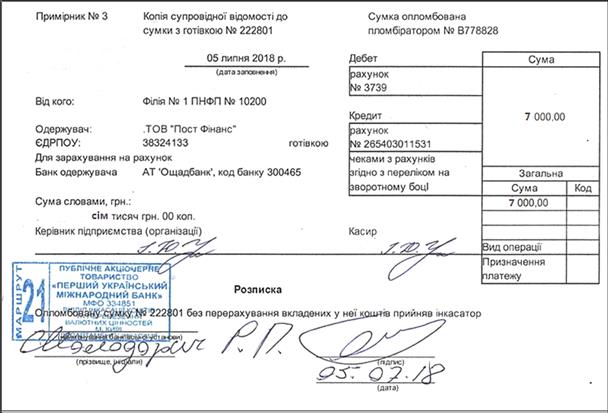 Примірник № 3
Копія супровідної відомості до
сумки з готівкою № 222801
Сумка опломбована
пломбіратором № В778828
05 липня 2018 р.
(дата заповнення)
Дебет
Сума
рахунок
№ 3739
Від кого: Філія № 1 ПНФП № 10200
Кредит
7 000,00
рахунок
Одержувач: .ТОВ "Пост Фінанс"
ЄДРПОУ: 38324133 готівкою
№ 265403011531
Для зарахування на рахунок
чеками з рахунків
згідно з переліком на
зворотному боці
Банк одержувача АТ 'Ощадбанк', код банку 300465
Загальна
Сума Код
Сума словами, грн.:
7 000,00
сім тисяч грн. 00 коп.
Керівник підприємства (організації)
Касир
Вид операції
Призначення
платежу
МАРШРУТ
21
ПУБЛІЧНЕ АКЦІОНЕРНЕ
ТОВАРИСТВО
«ПЕРШИЙ УКРАЇНСЬКИЙ
МІЖНАРОДНИЙ БАНК»
МФО 334851
ВАЛЮТНИХ ЦІННОСТЕЙ
Розписка
Опломбовану сумку № 222801 без перерахування вкладених у неї коштів прийняв інкасатор
Р. П.
(прізвище, ініціали)
(підпис)
05.07.18
(дата)